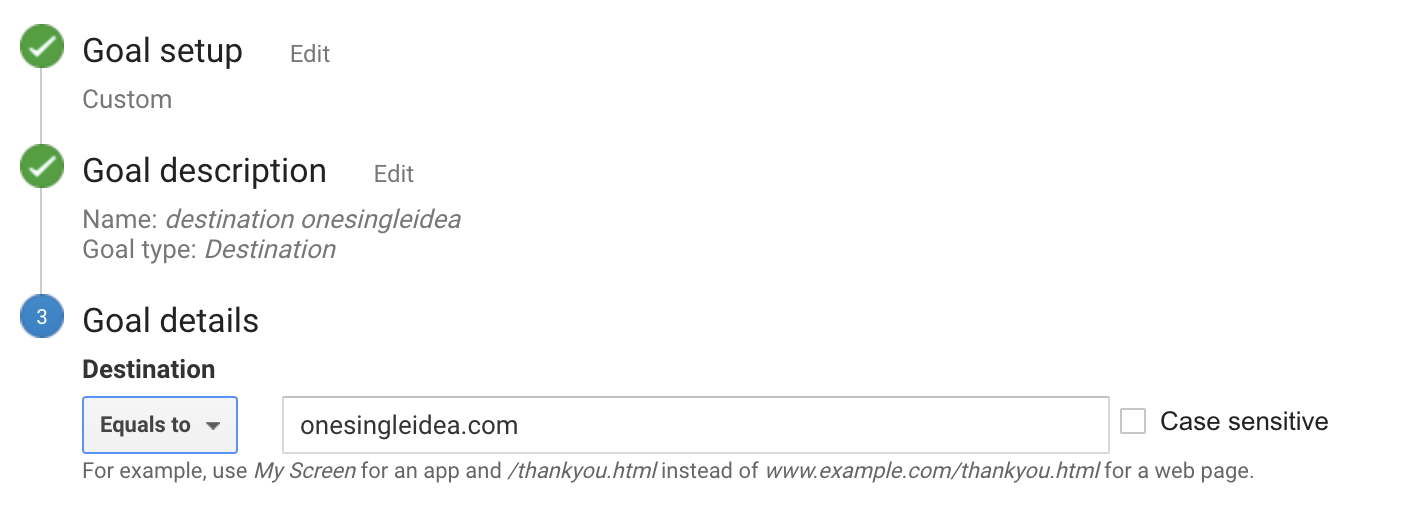 Goal setup Edit
Custom
Goal description Edit
Name: destination onesingleidea
Goal type: Destination
3 Goal details
Destination
Equals to onesingleidea.com Case sensitive
For example, use My Screen for an app and /thankyou.html instead of www.example.com/thankyou.html for a web page.